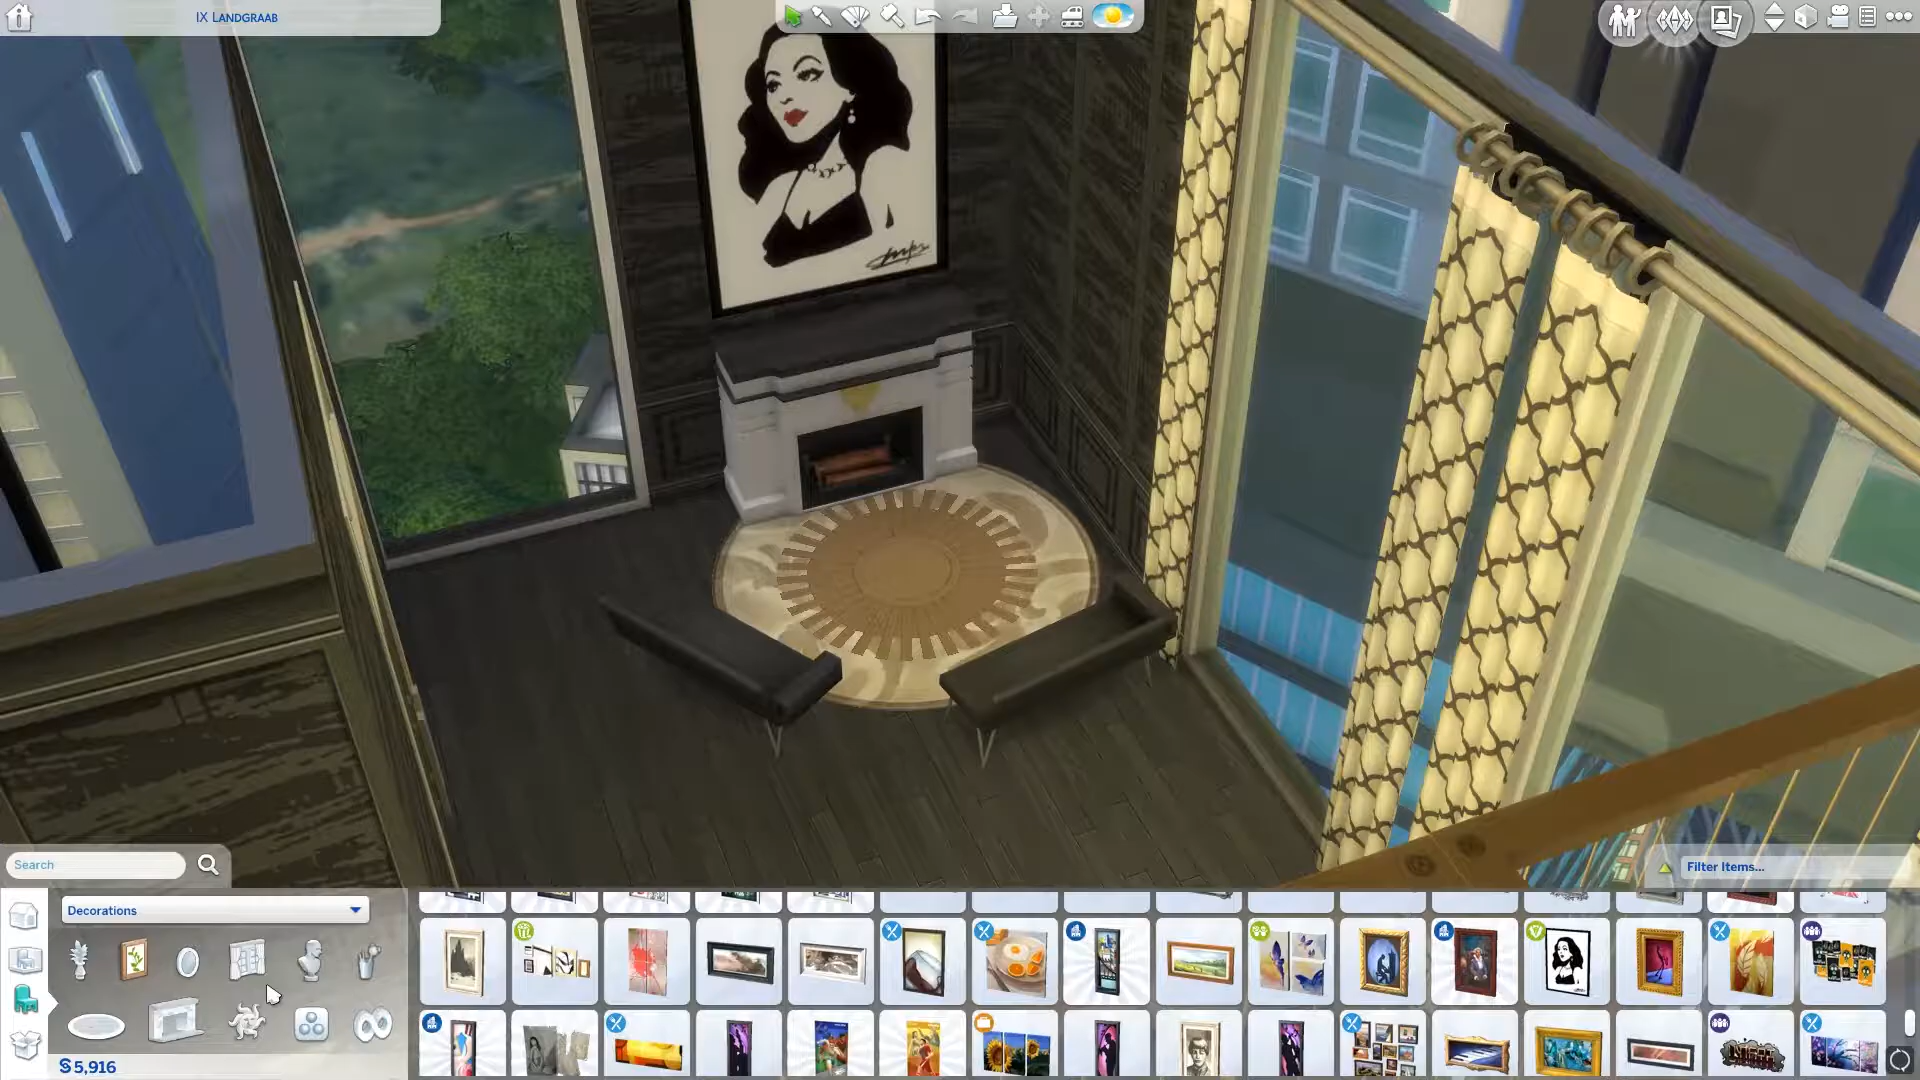 IX LANDGRAAB
Search
Filter Items...
Decorations
§5,916